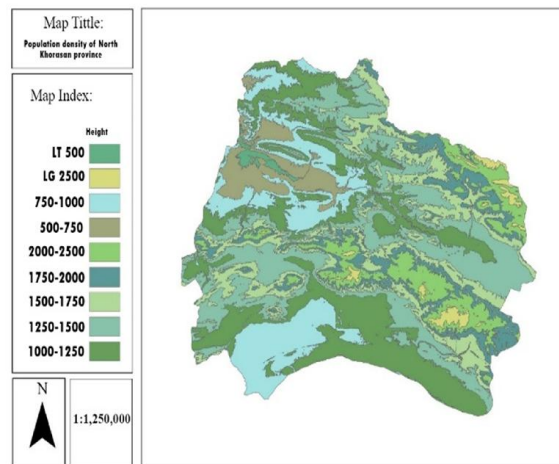 Map Tittle:
Population density of North
Khorasan province
Map Index:
Height
LT 500
LG 2500
750-1000
500-750
2000-2500
1750-2000
1500-1750
1250-1500
1000-1250
N
1:1,250,000